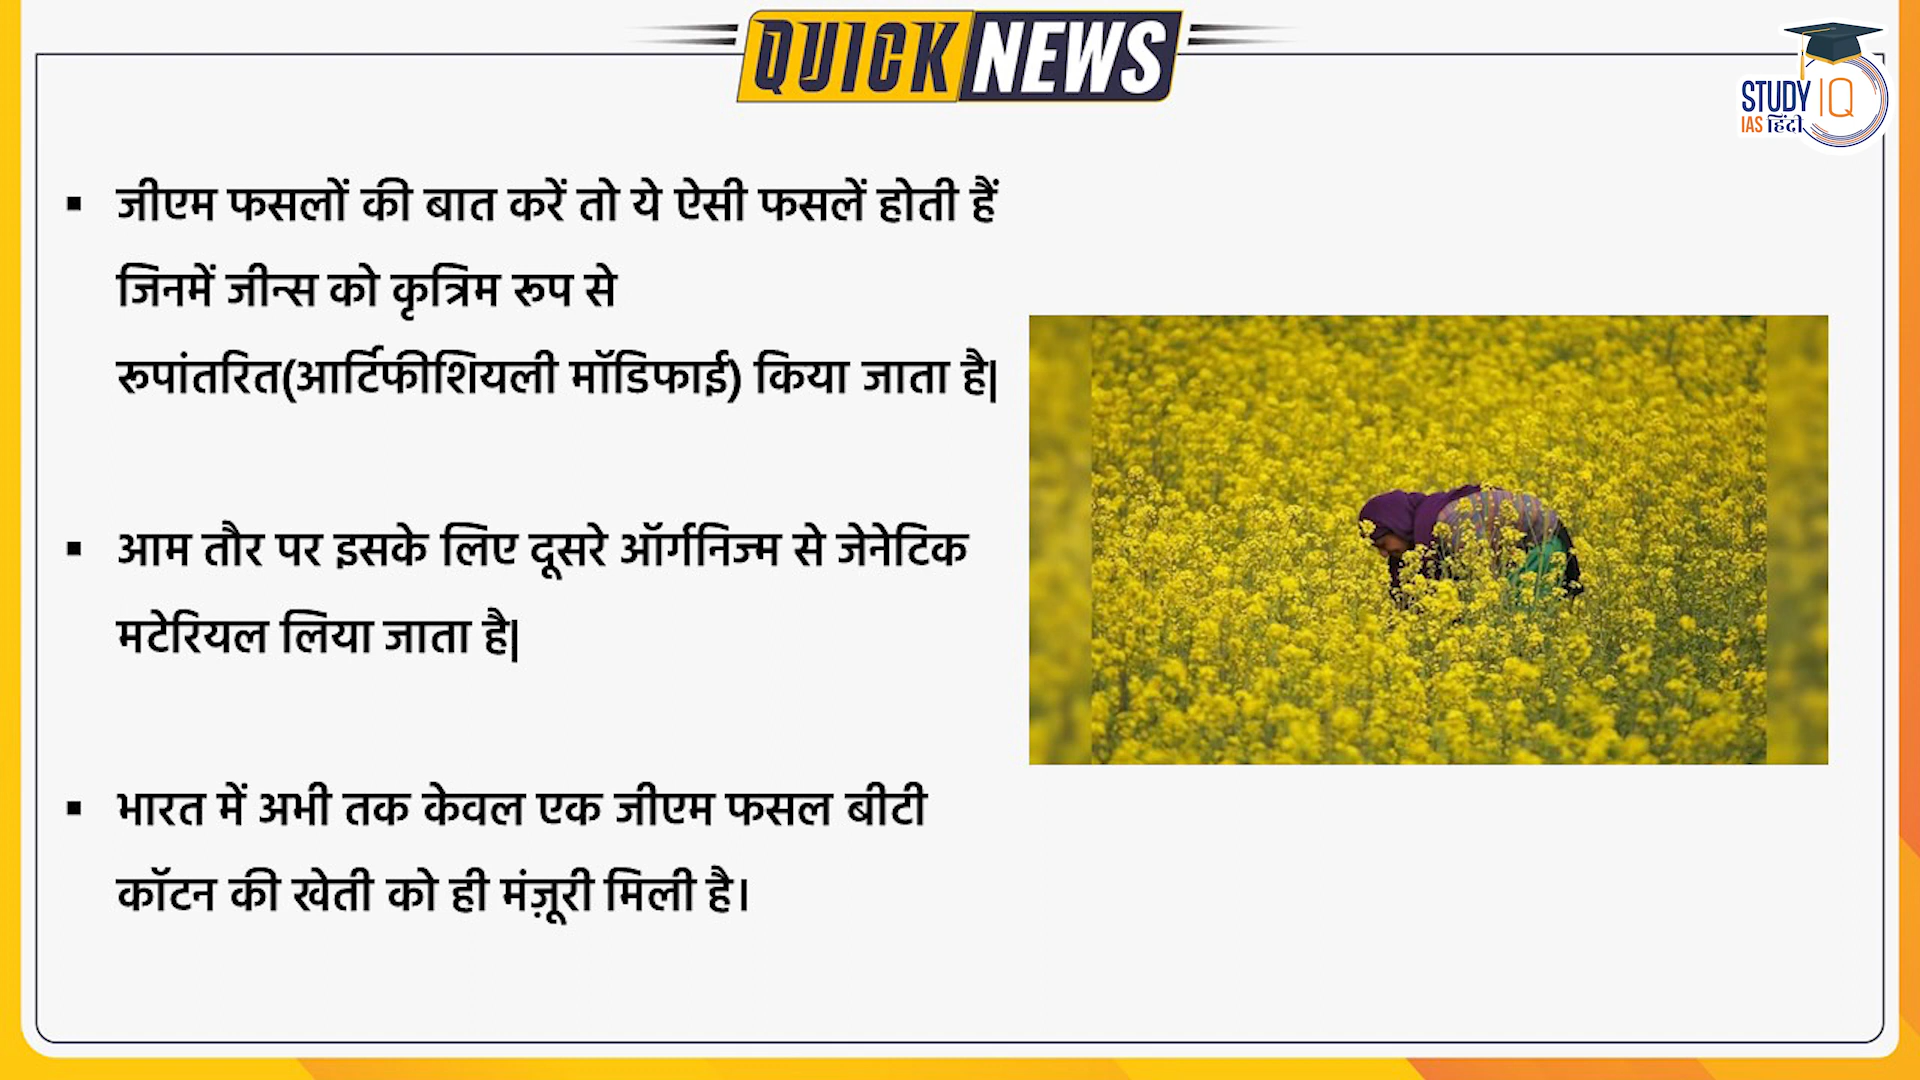 QUICK NEWS
STUDY IQ
IAS हिंदी
▪ जीएम फसलों की बात करें तो ये ऐसी फसलें होती हैं
जिनमें जीन्स को कृत्रिम रूप से
रूपांतरित(आर्टिफीशियली मॉडिफाई) किया जाता है|
▪ आम तौर पर इसके लिए दूसरे ऑर्गनिज्म से जेनेटिक
मटेरियल लिया जाता है|
▪ भारत में अभी तक केवल एक जीएम फसल बीटी
कॉटन की खेती को ही मंज़ूरी मिली है।